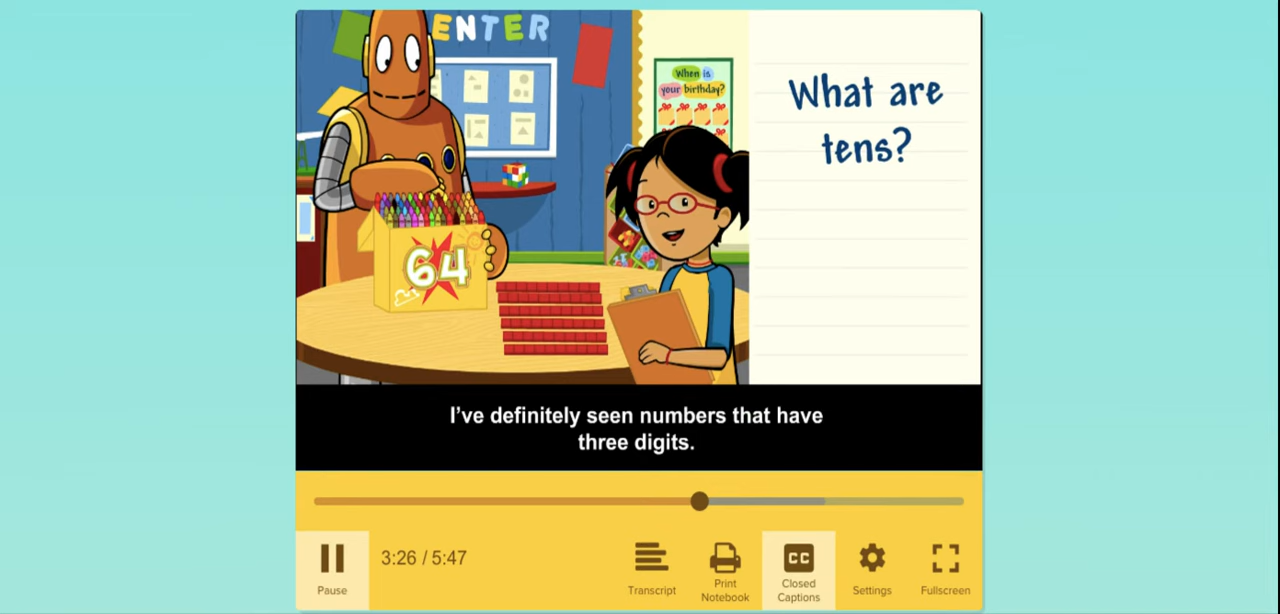 ENTER
When is
your birthday?
What are
tens?
64
I've definitely seen numbers that have
three digits.
3:26 / 5:47
Pause
Transcript
Print
Notebook
CC
Closed
Captions
Settings
Fullscreen